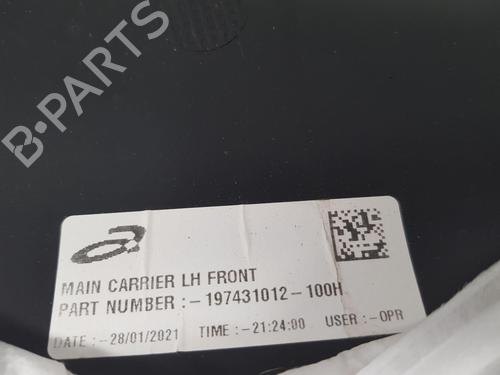 B-PARTS
MAIN CARRIER LH FRONT
PART NUMBER :- 197431012-100H
DATE :- 28/01/2021 TIME :- 21:24:00 USER :- OPR